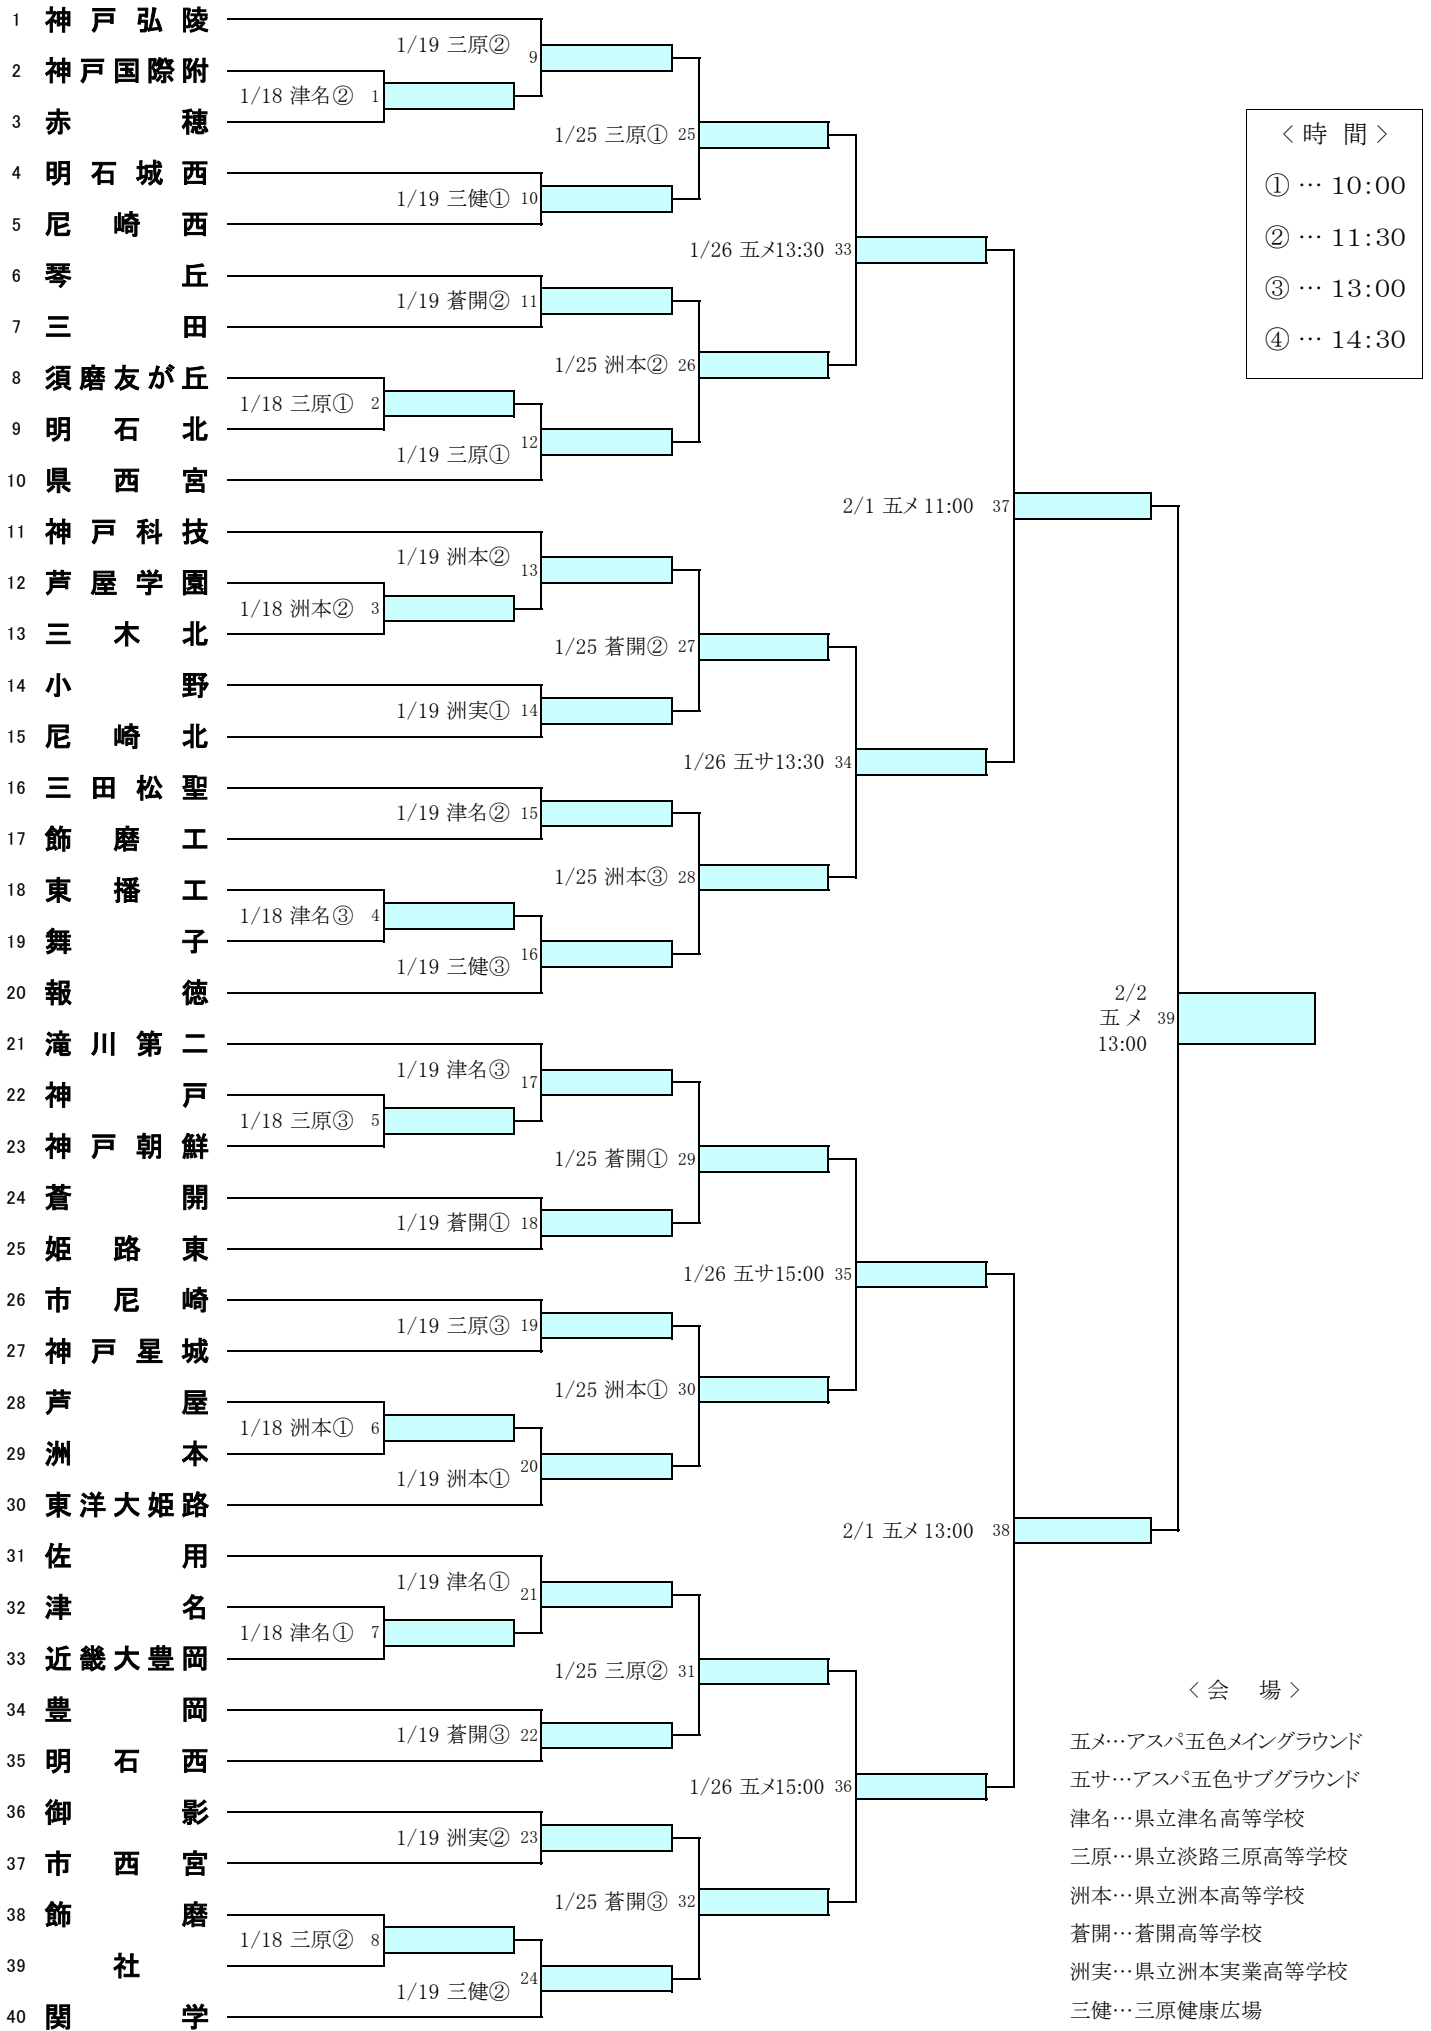 1 神戸弘陵
1/19 三原② 9
2 神戸国際附
1/18 津名② 1
3 赤穂
1/25 三原① 25
4 明石城西
1/19 三健① 10
5 尼崎西
1/26 五メ13:30 33
6 琴丘
1/19 蒼開② 11
7 三田
1/25 洲本② 26
8 須磨友が丘
1/18 三原① 2
9 明石北
1/19 三原① 12
10 県西宮
2/1 五メ 11:00 37
11 神戸科技
1/19 洲本② 13
12 芦屋学園
1/18 洲本② 3
13 三木北
1/25 蒼開② 27
14 小野
1/19 洲実① 14
15 尼崎北
1/26 五サ13:30 34
16 三田松聖
1/19 津名② 15
17 飾磨工
1/25 洲本③ 28
18 東播工
1/18 津名③ 4
19 舞子
1/19 三健③ 16
20 報徳
2/2
五メ 39
13:00
21 滝川第二
1/19 津名③ 17
22 神戸
1/18 三原③ 5
23 神戸朝鮮
1/25 蒼開① 29
24 蒼開
1/19 蒼開① 18
25 姫路東
1/26 五サ15:00 35
26 市尼崎
1/19 三原③ 19
27 神戸星城
1/25 洲本① 30
28 芦屋
1/18 洲本① 6
29 洲本
1/19 洲本① 20
30 東洋大姫路
2/1 五メ 13:00 38
31 佐用
1/19 津名① 21
32 津名
1/18 津名① 7
33 近畿大豊岡
1/25 三原② 31
34 豊岡
1/19 蒼開③ 22
35 明石西
1/26 五メ15:00 36
36 御影
1/19 洲実② 23
37 市西宮
1/25 蒼開③ 32
38 飾磨
1/18 三原② 8
39 社
1/19 三健② 24
40 関学
＜時 間＞
① … 10:00
② … 11:30
③ … 13:00
④ … 14:30
＜会 場＞
五メ…アスパ五色メイングラウンド
五サ…アスパ五色サブグラウンド
津名…県立津名高等学校
三原…県立淡路三原高等学校
洲本…県立洲本高等学校
蒼開…蒼開高等学校
洲実…県立洲本実業高等学校
三健…三原健康広場